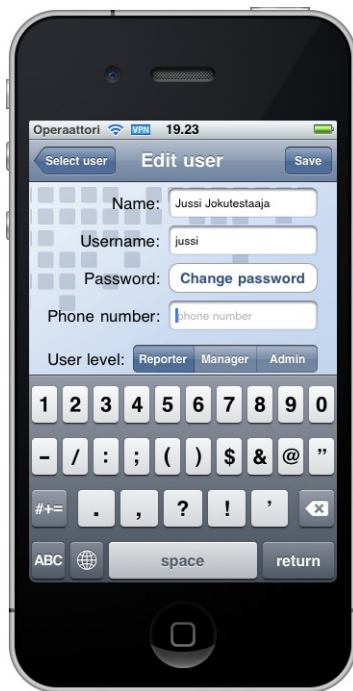 Operaattori VPN 19.23
Select user Edit user Save
Name: Jussi Jokutestaaja
Username: jussi
Password: Change password
Phone number: phone number
User level: Reporter Manager Admin
1 2 3 4 5 6 7 8 9 0
- / : ; ( ) $ & @ "
#+= . , ? ! '
ABC space return